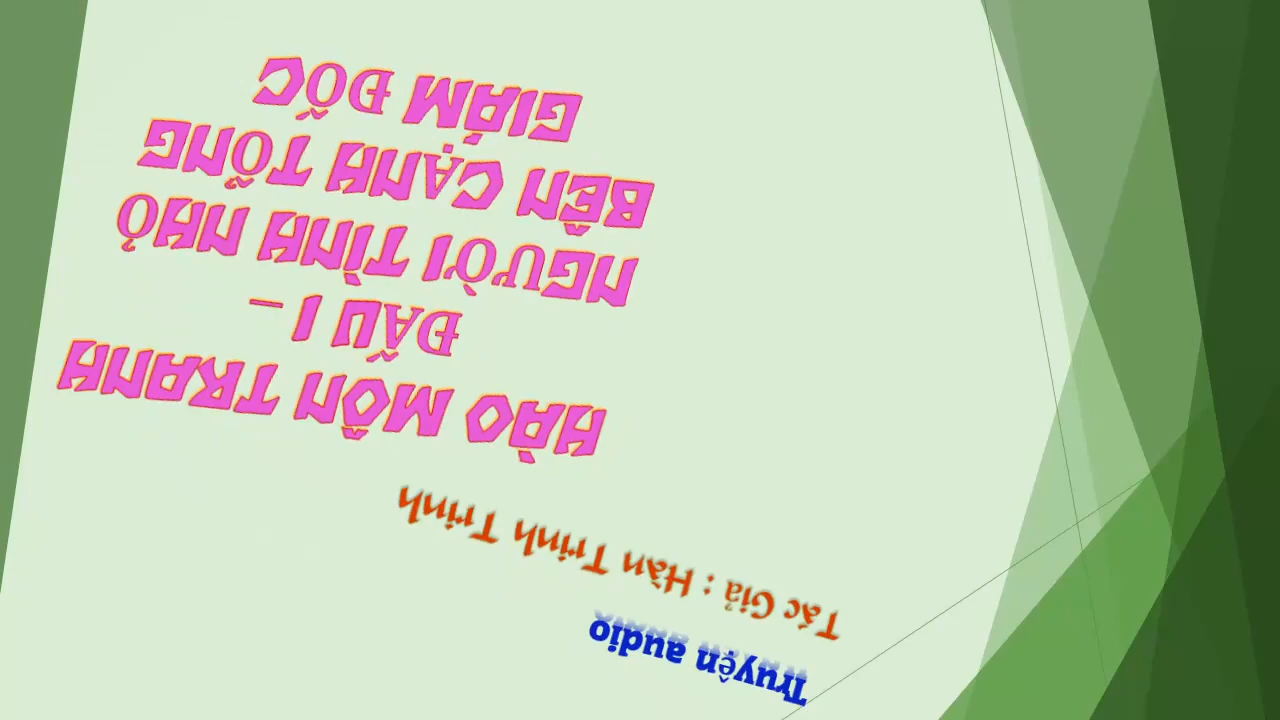 Truyện audio
Tác Giả : Hàn Trinh Trinh
HÀO MÔN TRANH
ĐẤU I –
NGƯỜI TÌNH NHỎ
BÊN CẠNH TỔNG
GIÁM ĐỐC